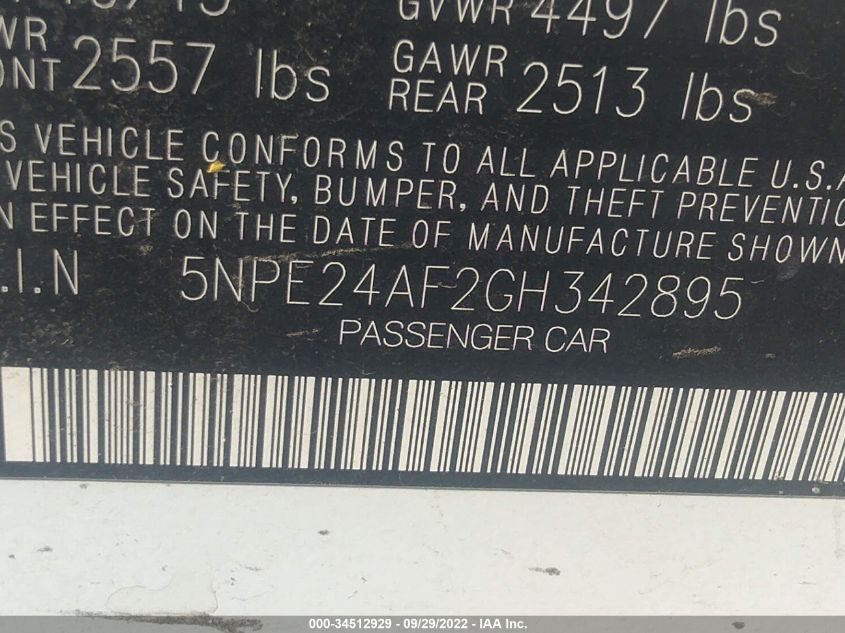 GVWR 4497 lbs
2557 lbs
GAWR
REAR 2513 lbs
VEHICLE CONFORMS TO ALL APPLICABLE U.S.A
VEHICLE SAFETY, BUMPER, AND THEFT PREVENTIO
EFFECT ON THE DATE OF MANUFACTURE SHOWN
.I.N 5NPE24AF2GH342895
PASSENGER CAR
000-34512929 - 09/29/2022 - IAA Inc.